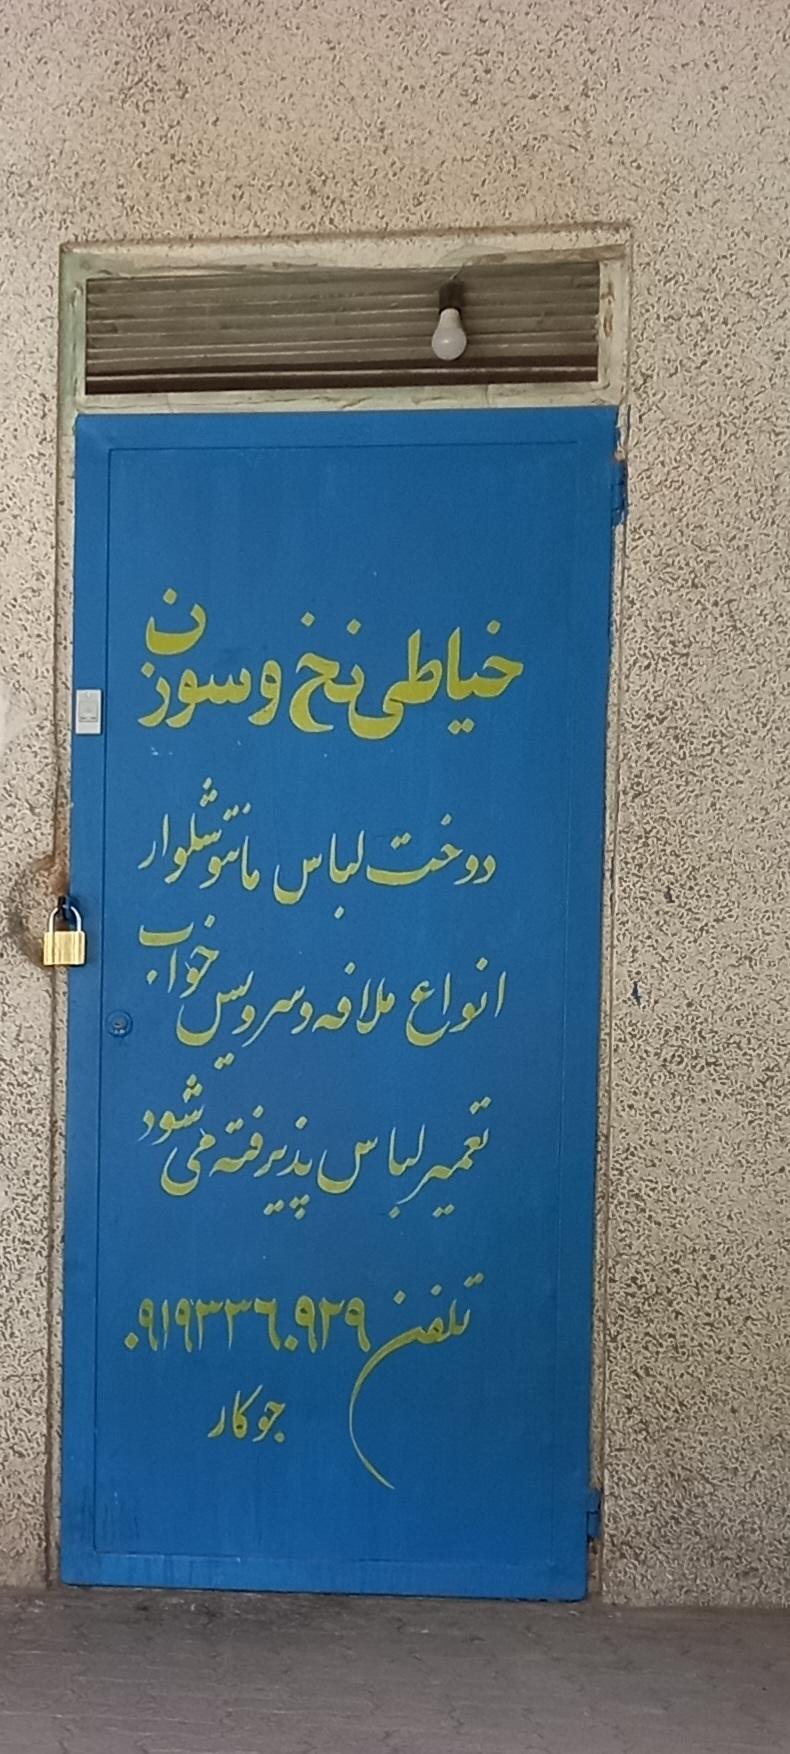 خیاطی نخ و سوزن
دوخت لباس مانتو شلوار
انواع ملافه و سرویس خواب
تعمیر لباس پذیرفته می شود
تلفن ۰۹۱۹۳۳۶۰۹۲۹
جوکار